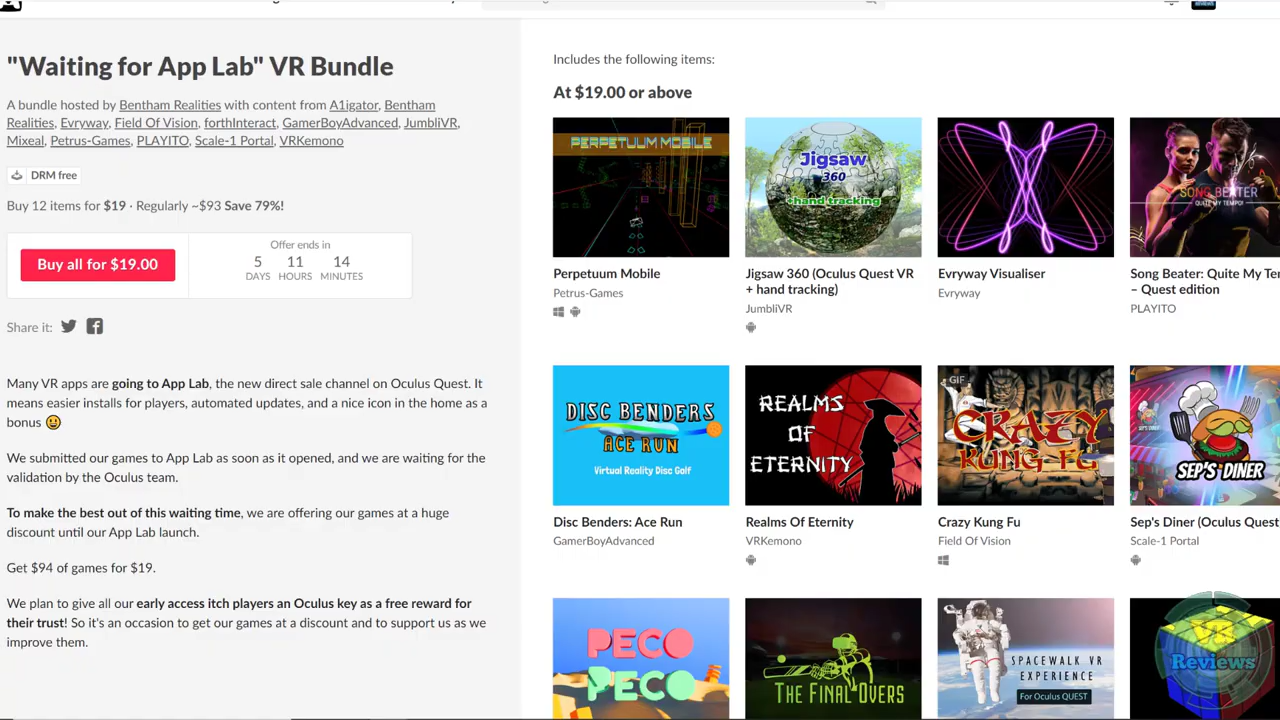 "Waiting for App Lab" VR Bundle
A bundle hosted by Bentham Realities with content from A1igator, Bentham
Realities, Evryway, Field Of Vision, forthInteract, GamerBoyAdvanced, JumbliVR,
Mixeal, Petrus-Games, PLAYITO, Scale-1 Portal, VRKemono
DRM free
Buy 12 items for $19 · Regularly ~$93 Save 79%!
Buy all for $19.00
Offer ends in
5 11 14
DAYS HOURS MINUTES
Share it:
Many VR apps are going to App Lab, the new direct sale channel on Oculus Quest. It
means easier installs for players, automated updates, and a nice icon in the home as a
bonus
We submitted our games to App Lab as soon as it opened, and we are waiting for the
validation by the Oculus team.
To make the best out of this waiting time, we are offering our games at a huge
discount until our App Lab launch.
Get $94 of games for $19.
We plan to give all our early access itch players an Oculus key as a free reward for
their trust! So it's an occasion to get our games at a discount and to support us as we
improve them.
Includes the following items:
At $19.00 or above
PERPETUUM MOBILE
Perpetuum Mobile
Petrus-Games
Jigsaw
360
+hand tracking
Jigsaw 360 (Oculus Quest VR
+ hand tracking)
JumbliVR
Evryway Visualiser
Evryway
SONG BEATER
QUITE MY TEMPO!
Song Beater: Quite My Te
– Quest edition
PLAYITO
DISC BENDERS
ACE RUN
Virtual Reality Disc Golf
Disc Benders: Ace Run
GamerBoyAdvanced
REALMS
OF
ETERNITY
Realms Of Eternity
VRKemono
GIF
CRAZY
KUNG FU
Crazy Kung Fu
Field Of Vision
SEP'S DINER
Sep's Diner (Oculus Quest
Scale-1 Portal
PECO
PECO
THE FINAL OVERS
SPACEWALK VR
EXPERIENCE
For Oculus QUEST
VR
Reviews